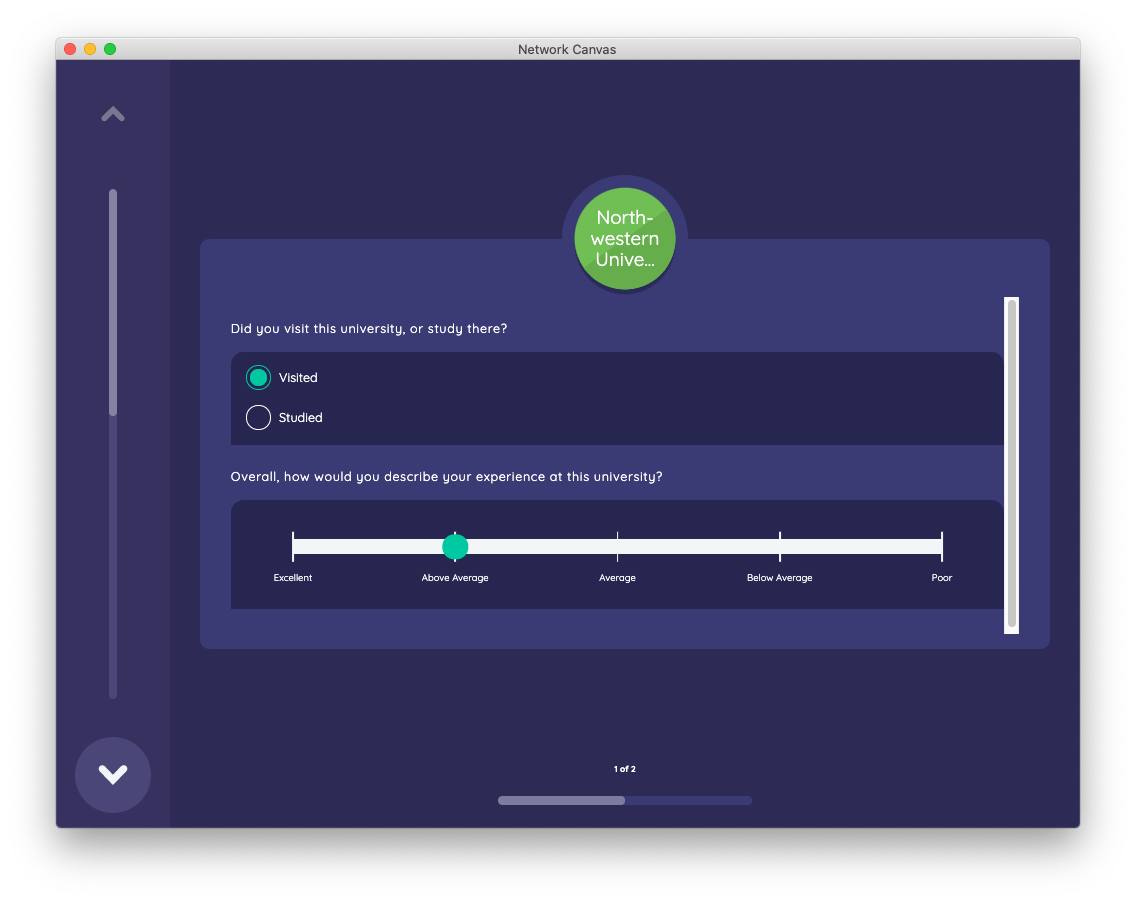 Network Canvas
North-
western
Unive...
Did you visit this university, or study there?
Visited
Studied
Overall, how would you describe your experience at this university?
Excellent Above Average Average Below Average Poor
1 of 2